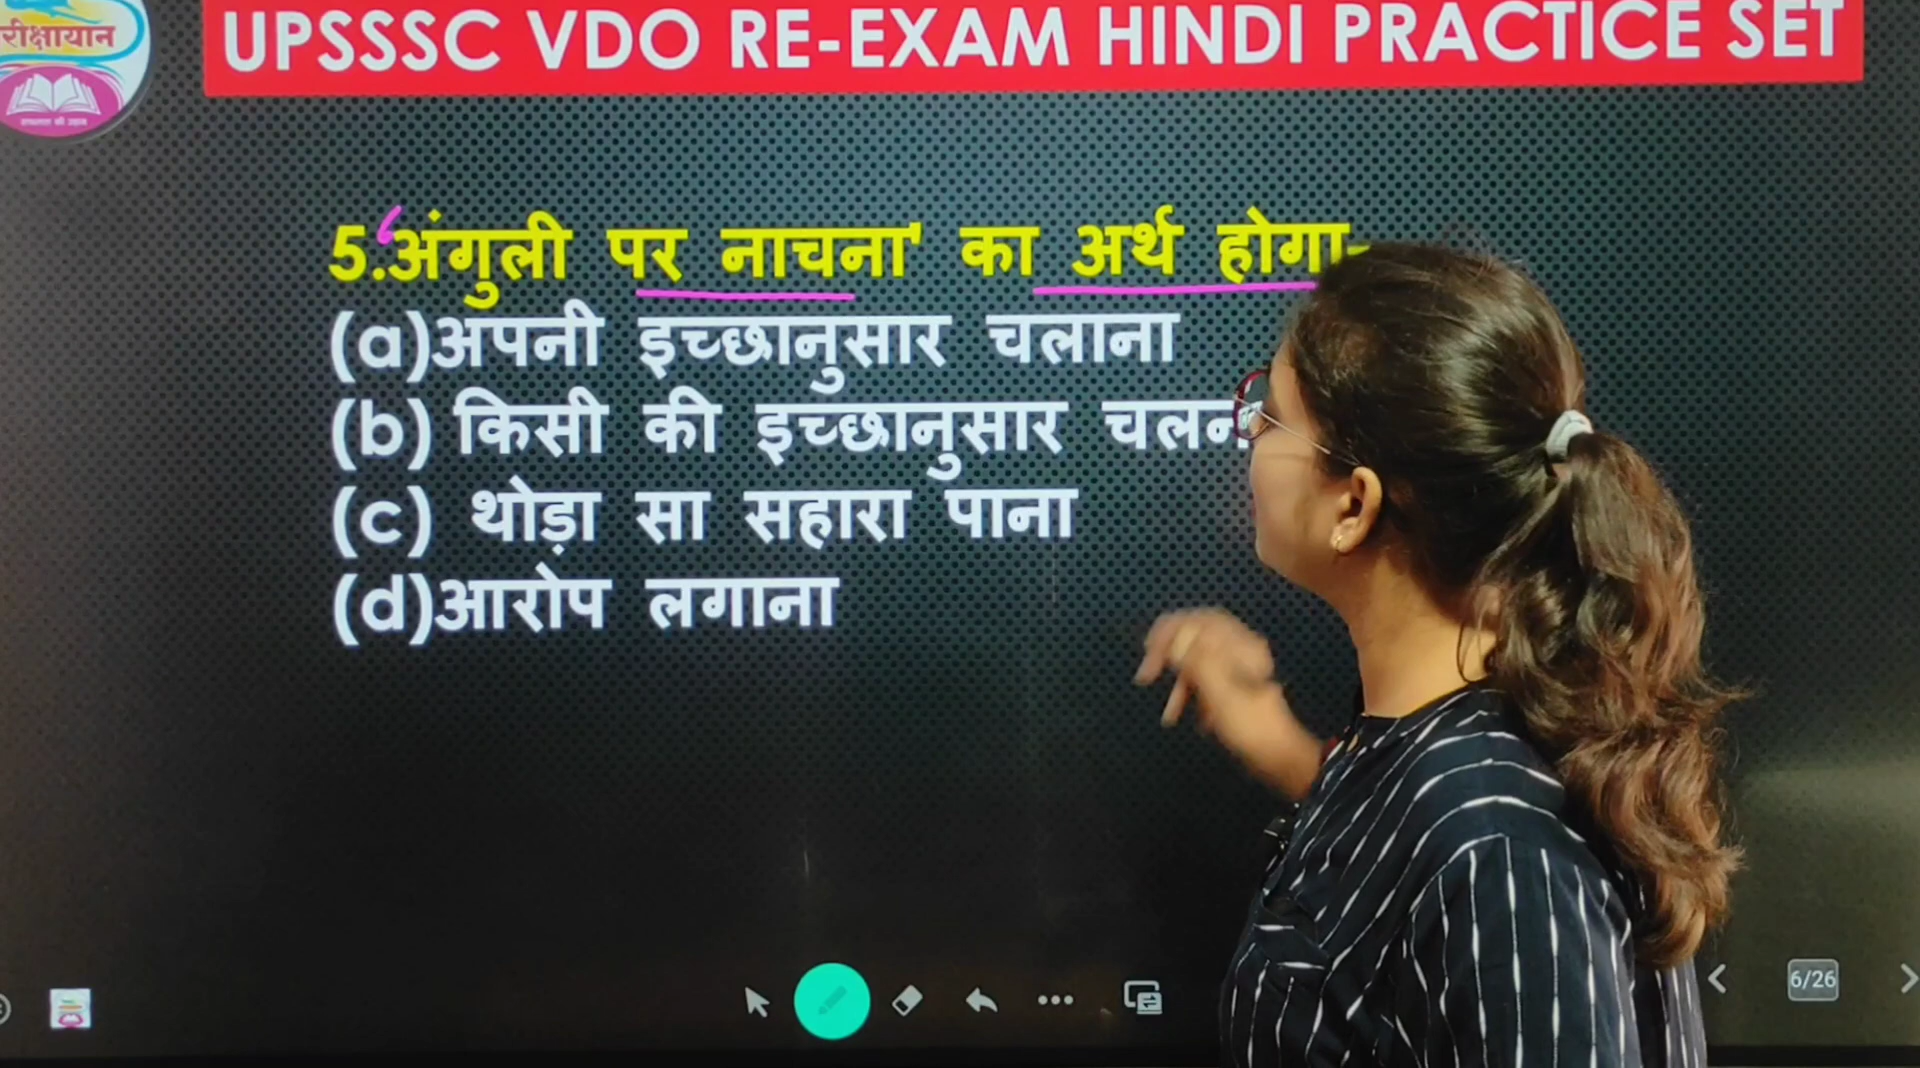 रीक्षायान
UPSSSC VDO RE-EXAM HINDI PRACTICE SET
5.'अंगुली पर नाचना' का अर्थ होगा-
(a)अपनी इच्छानुसार चलाना
(b) किसी की इच्छानुसार
(c) थोड़ा सा सहारा पाना
(d)आरोप लगाना
6/26